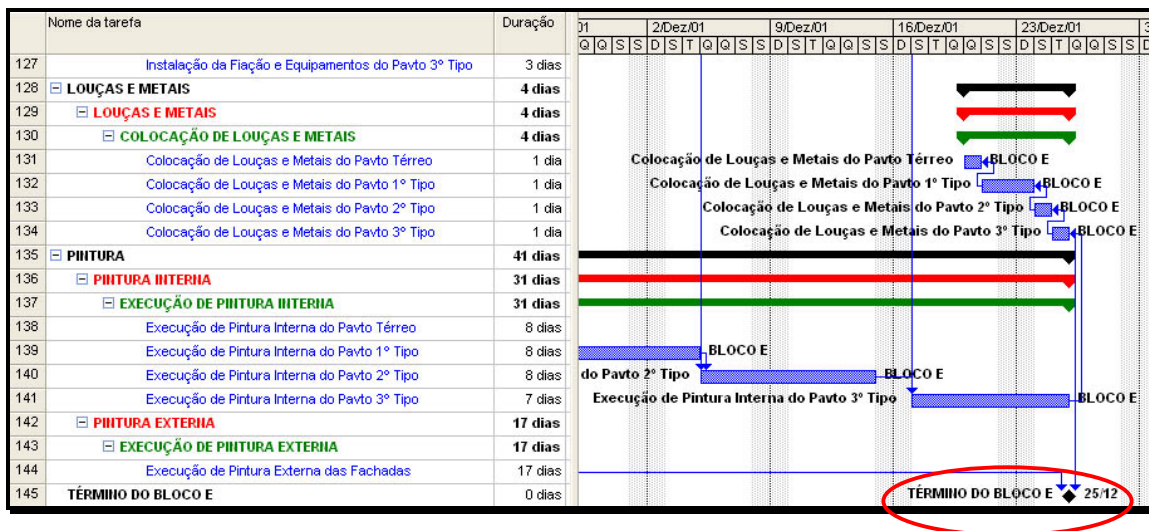 Nome da tarefa Duração 01 2/Dez/01 9/Dez/01 16/Dez/01 23/Dez/01 3
Q Q S S D S T Q Q S S D S T Q Q S S D S T Q Q S S D S T Q Q S S D
127 Instalação da Fiação e Equipamentos do Pavto 3º Tipo 3 dias
128 LOUÇAS E METAIS 4 dias
129 LOUÇAS E METAIS 4 dias
130 COLOCAÇÃO DE LOUÇAS E METAIS 4 dias
131 Colocação de Louças e Metais do Pavto Térreo 1 dia Colocação de Louças e Metais do Pavto Térreo BLOCO E
132 Colocação de Louças e Metais do Pavto 1º Tipo 1 dia Colocação de Louças e Metais do Pavto 1º Tipo BLOCO E
133 Colocação de Louças e Metais do Pavto 2º Tipo 1 dia Colocação de Louças e Metais do Pavto 2º Tipo BLOCO E
134 Colocação de Louças e Metais do Pavto 3º Tipo 1 dia Colocação de Louças e Metais do Pavto 3º Tipo BLOCO E
135 PINTURA 41 dias
136 PINTURA INTERNA 31 dias
137 EXECUÇÃO DE PINTURA INTERNA 31 dias
138 Execução de Pintura Interna do Pavto Térreo 8 dias
139 Execução de Pintura Interna do Pavto 1º Tipo 8 dias BLOCO E
140 Execução de Pintura Interna do Pavto 2º Tipo 8 dias do Pavto 2º Tipo BLOCO E
141 Execução de Pintura Interna do Pavto 3º Tipo 7 dias Execução de Pintura Interna do Pavto 3º Tipo BLOCO E
142 PINTURA EXTERNA 17 dias
143 EXECUÇÃO DE PINTURA EXTERNA 17 dias
144 Execução de Pintura Externa das Fachadas 17 dias
145 TÉRMINO DO BLOCO E 0 dias TÉRMINO DO BLOCO E 25/12